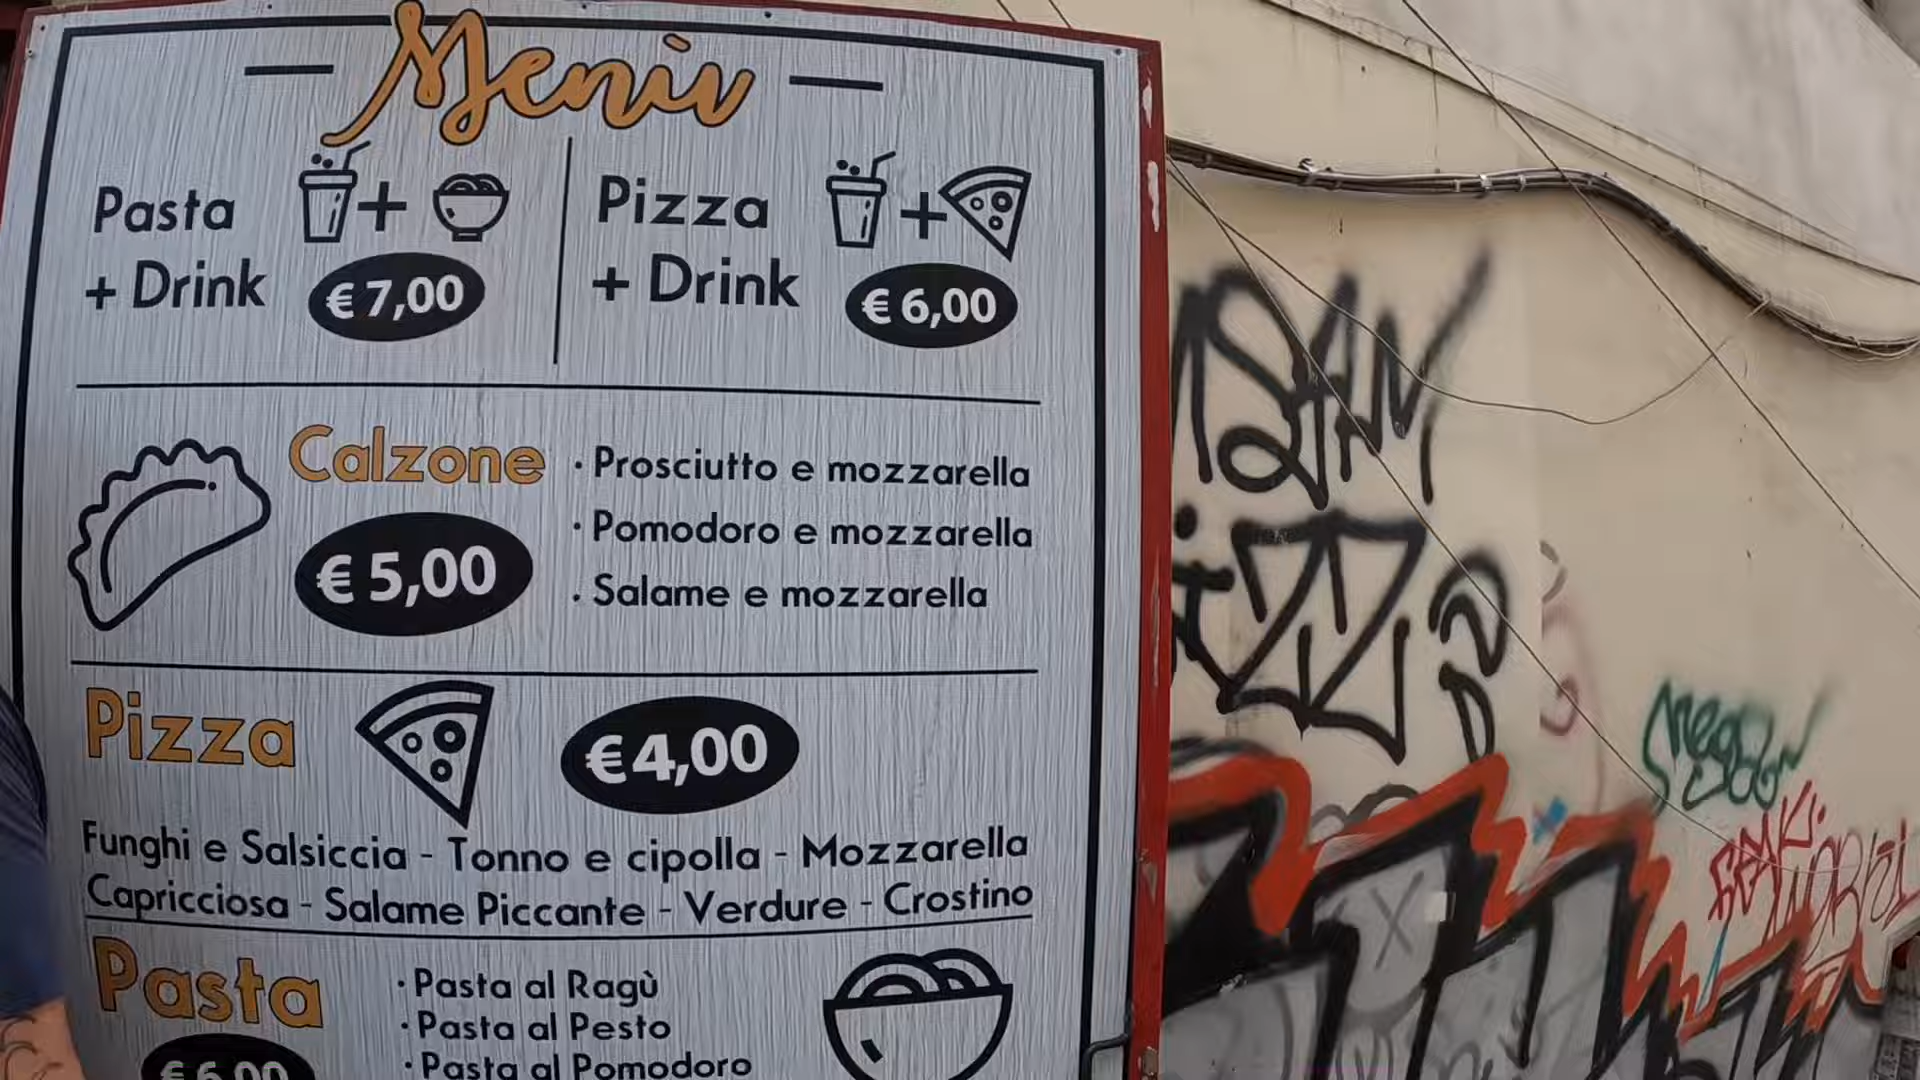 Menù
Pasta
+ Drink
+
€ 7,00
Pizza
+ Drink
+
€ 6,00
Calzone
€ 5,00
· Prosciutto e mozzarella
· Pomodoro e mozzarella
· Salame e mozzarella
Pizza
€ 4,00
Funghi e Salsiccia - Tonno e cipolla - Mozzarella
Capricciosa - Salame Piccante - Verdure - Crostino
Pasta
€ 6,00
· Pasta al Ragù
· Pasta al Pesto
· Pasta al Pomodoro